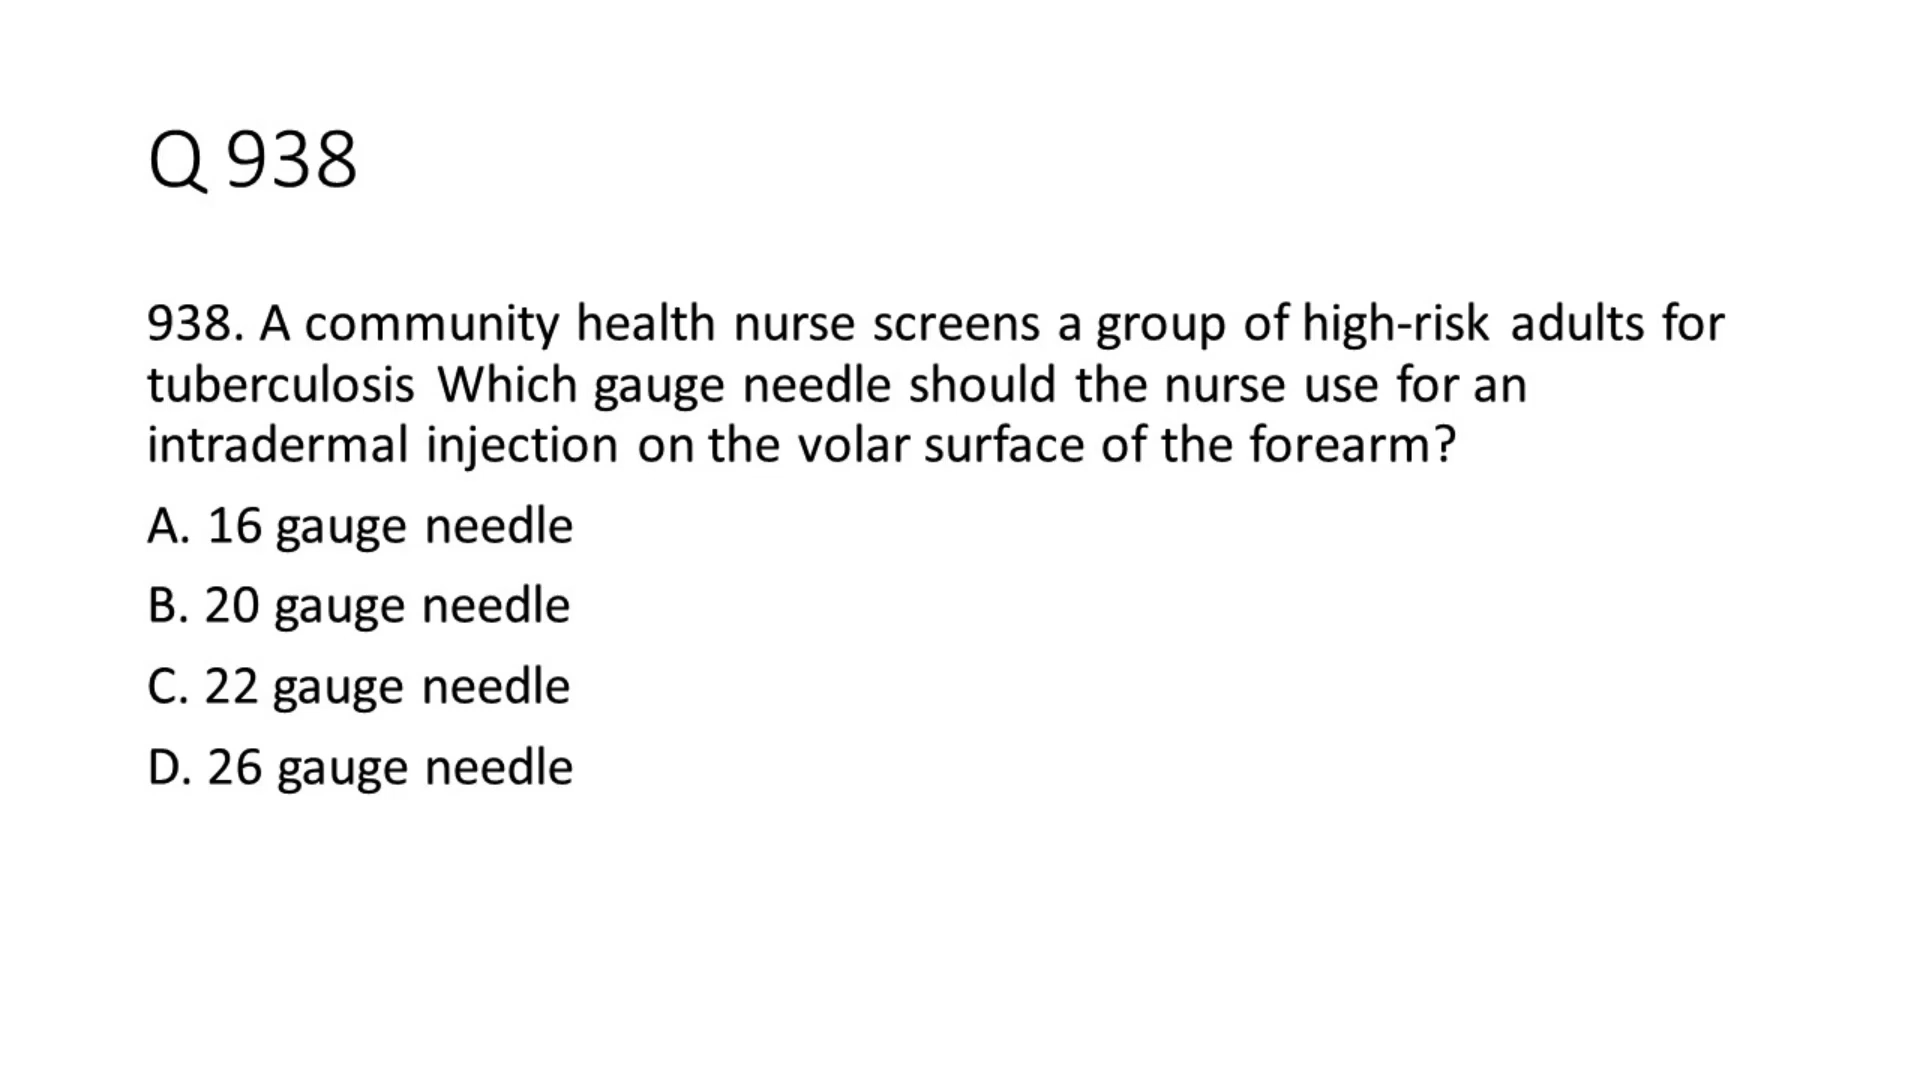 Q 938
938. A community health nurse screens a group of high-risk adults for
tuberculosis Which gauge needle should the nurse use for an
intradermal injection on the volar surface of the forearm?
A. 16 gauge needle
B. 20 gauge needle
C. 22 gauge needle
D. 26 gauge needle